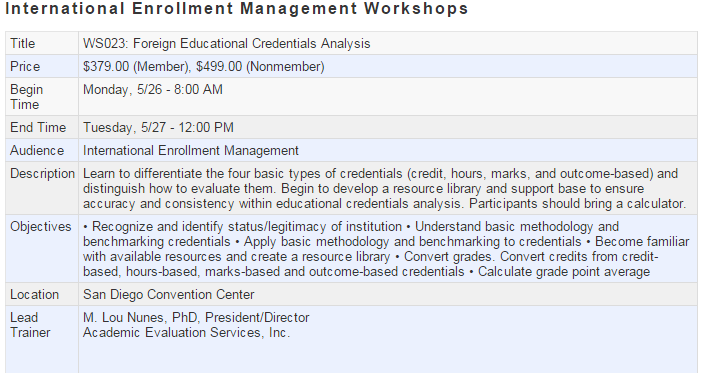 International Enrollment Management Workshops
Title WS023: Foreign Educational Credentials Analysis
Price $379.00 (Member), $499.00 (Nonmember)
Begin Monday, 5/26 - 8:00 AM
Time
End Time Tuesday, 5/27 - 12:00 PM
Audience International Enrollment Management
Description Learn to differentiate the four basic types of credentials (credit, hours, marks, and outcome-based) and
distinguish how to evaluate them. Begin to develop a resource library and support base to ensure
accuracy and consistency within educational credentials analysis. Participants should bring a calculator.
Objectives • Recognize and identify status/legitimacy of institution • Understand basic methodology and
benchmarking credentials • Apply basic methodology and benchmarking to credentials • Become familiar
with available resources and create a resource library • Convert grades. Convert credits from credit-
based, hours-based, marks-based and outcome-based credentials • Calculate grade point average
Location San Diego Convention Center
Lead M. Lou Nunes, PhD, President/Director
Trainer Academic Evaluation Services, Inc.